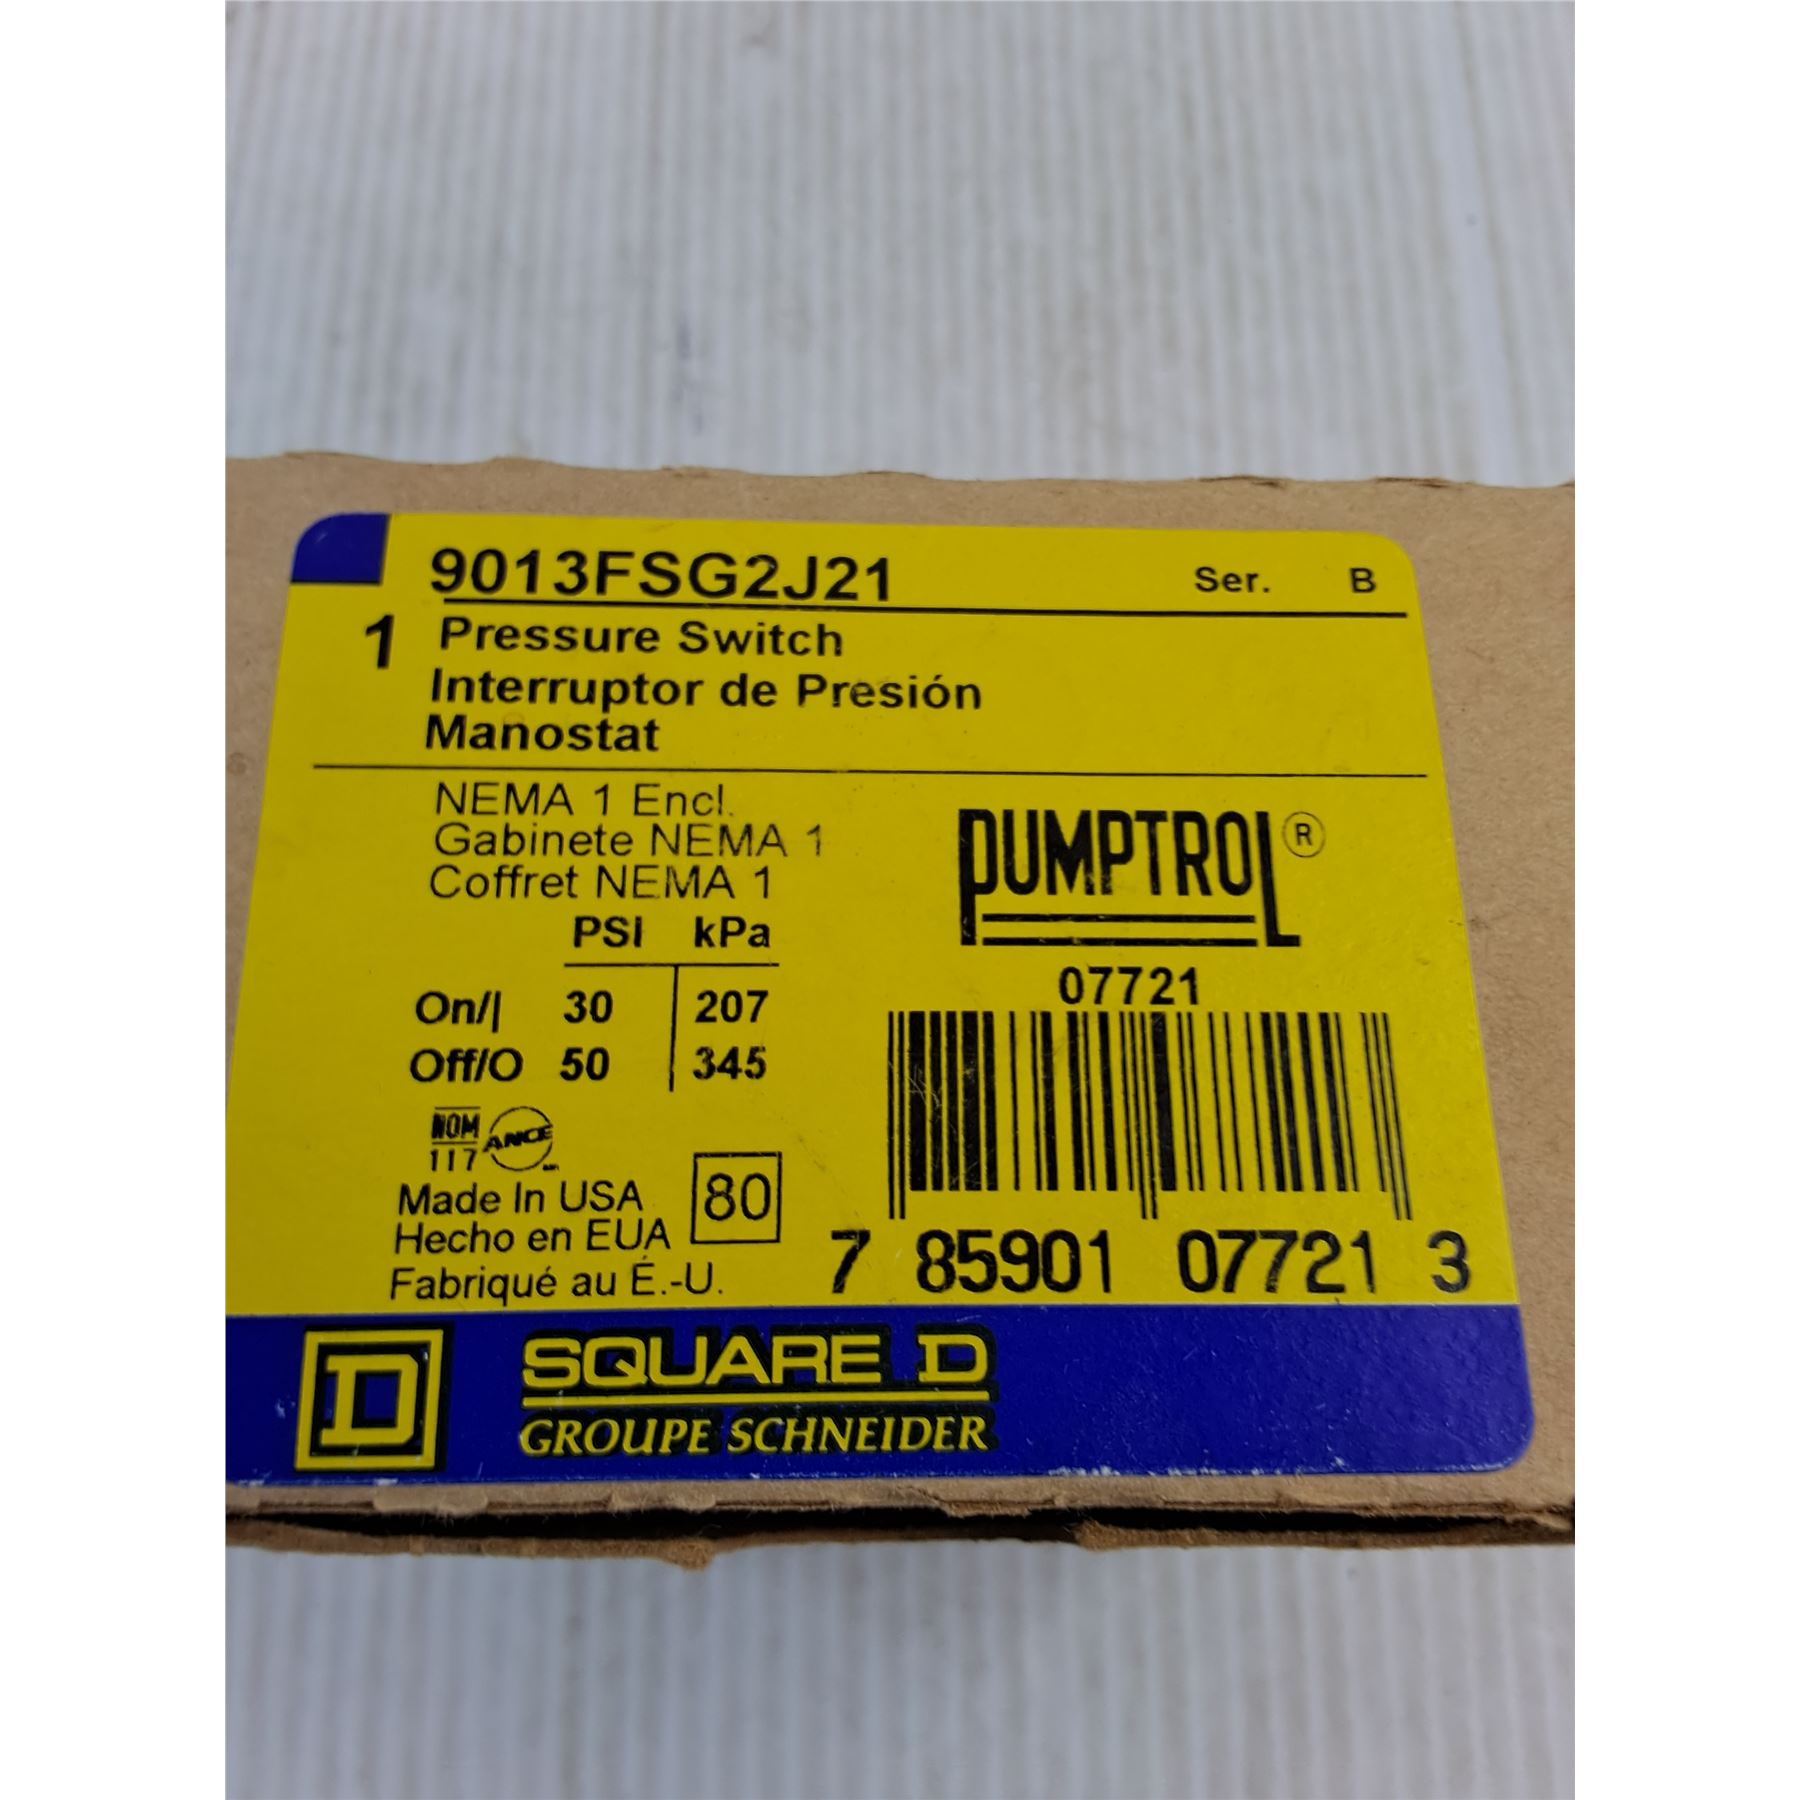 9013FSG2J21 Ser. B
1 Pressure Switch
Interruptor de Presión
Manostat
NEMA 1 Encl.
Gabinete NEMA 1
Coffret NEMA 1
PUMPTROL®
PSI kPa
On/| 30 207
Off/O 50 345
07721
NOM
117 ANCE
80
Made In USA
Hecho en EUA
Fabriqué au É.-U.
7 85901 07721 3
D
SQUARE D
GROUPE SCHNEIDER